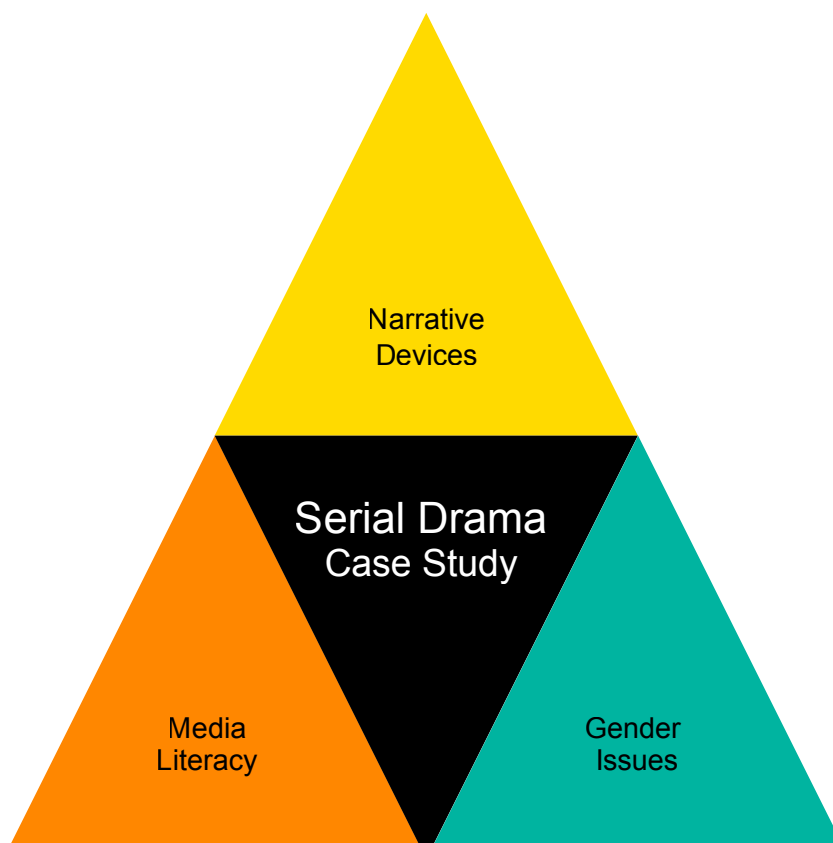 Narrative
Devices
Serial Drama
Case Study
Media
Literacy
Gender
Issues